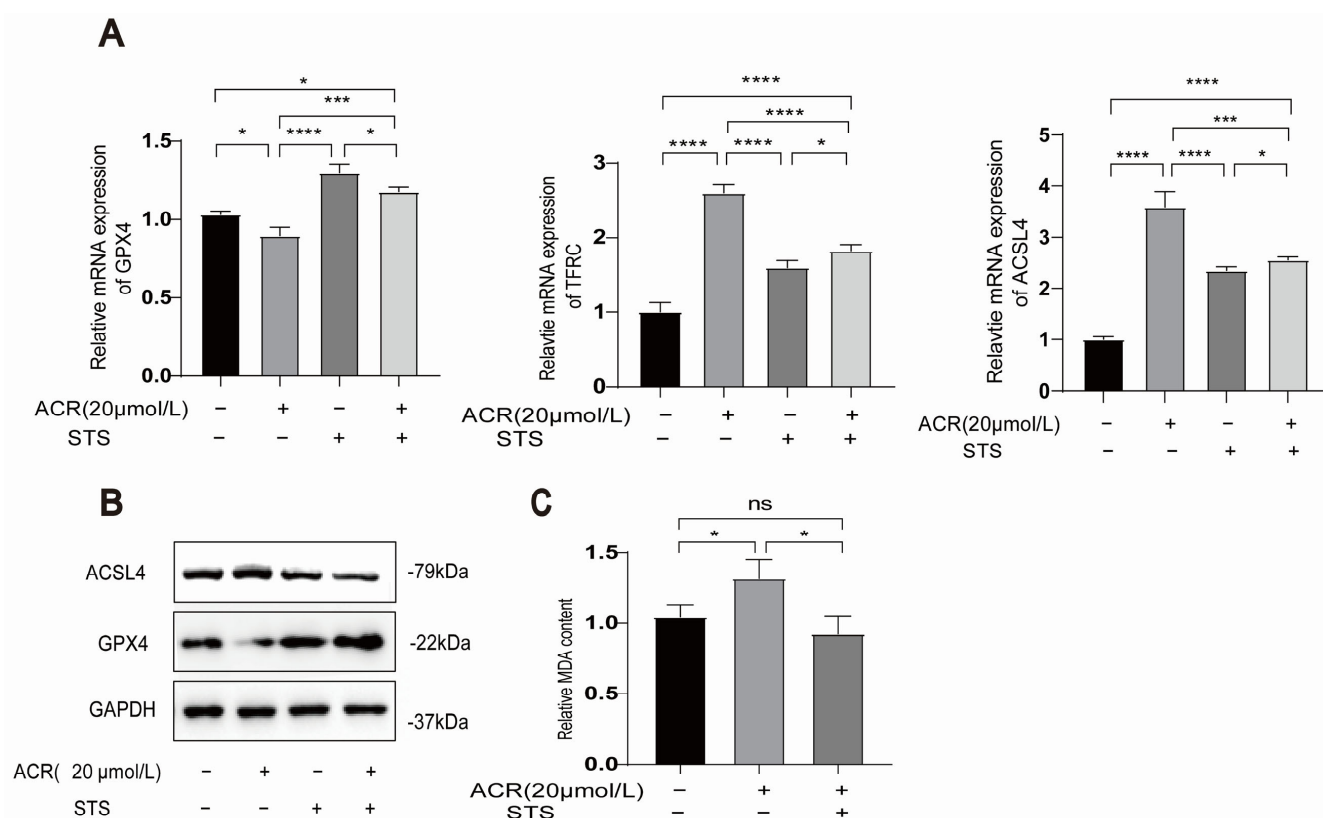 A
*
***
*
****
*
1.5
1.0
0.5
0.0
Relative mRNA expression
of GPX4
ACR(20μmol/L)
− + − +
STS
− − + +
****
****
****
****
*
3
2
1
0
Relavtie mRNA expression
of TFRC
ACR(20μmol/L)
− + − +
STS
− − + +
****
***
****
****
*
5
4
3
2
1
0
Relavtie mRNA expression
of ACSL4
ACR(20μmol/L)
− + − +
STS
− − + +
B
ACSL4
-79kDa
GPX4
-22kDa
GAPDH
-37kDa
ACR( 20 μmol/L)
− + − +
STS
− − + +
C
ns
*
*
1.5
1.0
0.5
0.0
Relative MDA content
ACR(20μmol/L)
− + +
STS
− − +